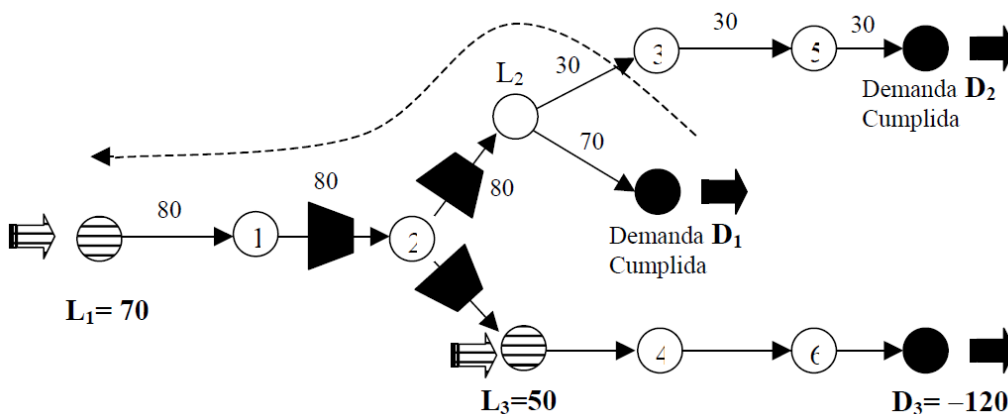 30
30
30
3
5
L₂
Demanda D₂
Cumplida
70
80
80
80
1
2
Demanda D₁
Cumplida
L₁= 70
4
6
L₃=50
D₃= –120